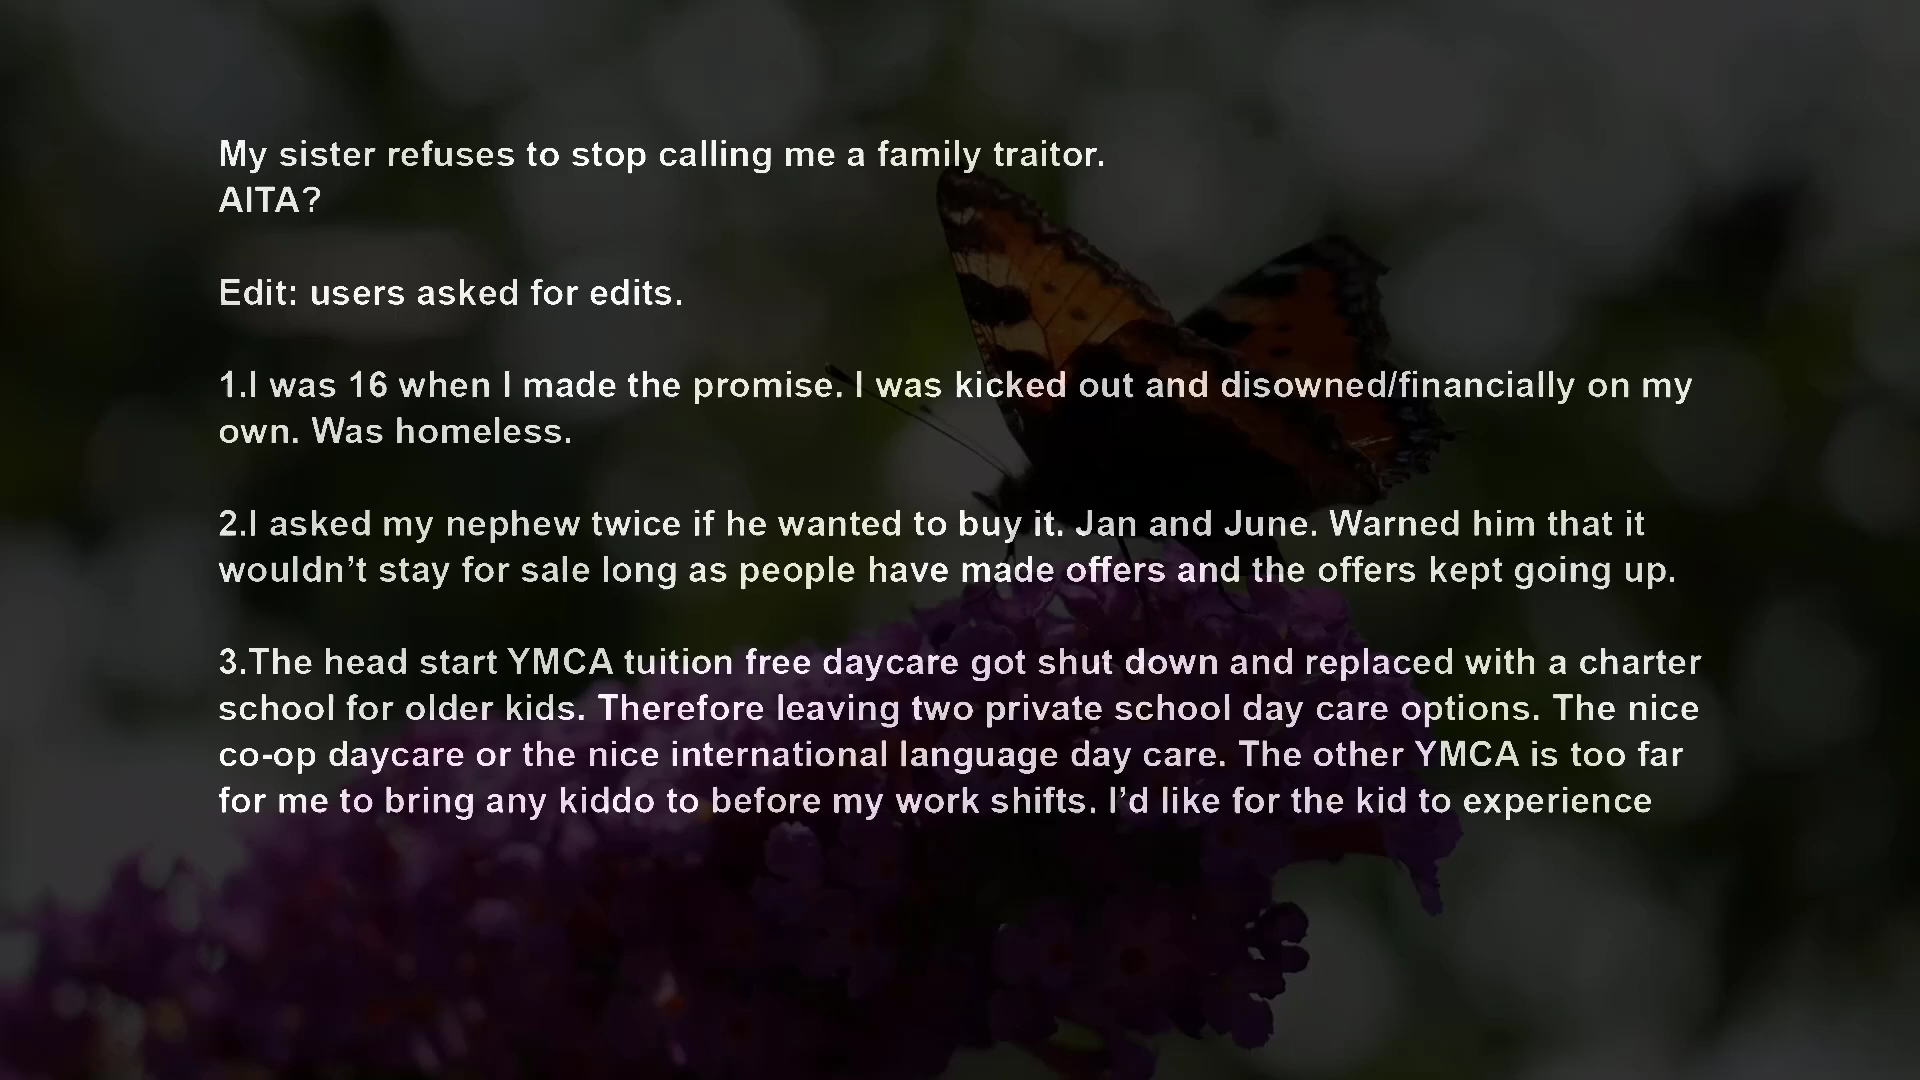 My sister refuses to stop calling me a family traitor.
AITA?
Edit: users asked for edits.
1.I was 16 when I made the promise. I was kicked out and disowned/financially on my
own. Was homeless.
2.I asked my nephew twice if he wanted to buy it. Jan and June. Warned him that it
wouldn’t stay for sale long as people have made offers and the offers kept going up.
3.The head start YMCA tuition free daycare got shut down and replaced with a charter
school for older kids. Therefore leaving two private school day care options. The nice
co-op daycare or the nice international language day care. The other YMCA is too far
for me to bring any kiddo to before my work shifts. I’d like for the kid to experience